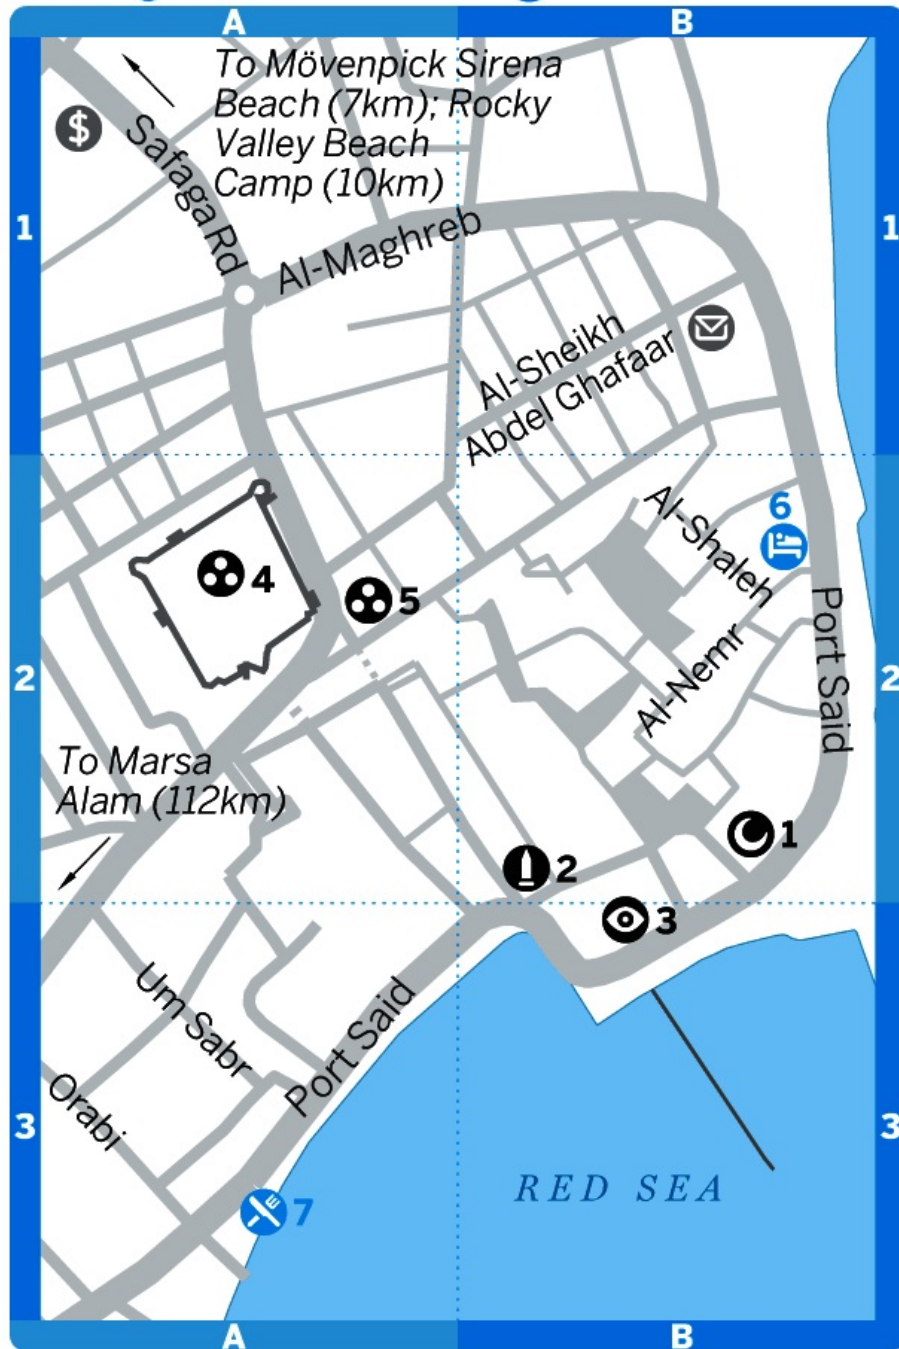 A
B
To Mövenpick Sirena
Beach (7km); Rocky
Valley Beach
Camp (10km)
$
Safaga Rd
1
1
Al-Maghreb
Al-Sheikh
Abdel Ghafaar
Al-Shaleh
6
4
5
Port Said
2
2
Al-Nemr
To Marsa
Alam (112km)
1
2
3
Um Sabr
Port Said
Orabi
3
3
RED SEA
7
A
B